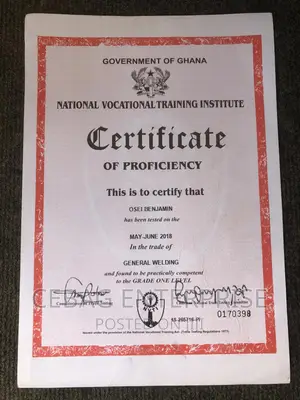 GOVERNMENT OF GHANA
NATIONAL VOCATIONAL TRAINING INSTITUTE
Certificate
OF PROFICIENCY
This is to certify that
OSEI BENJAMIN
has been tested on the
MAY-JUNE 2018
In the trade of
GENERAL WELDING
and found to be practically competent
to the GRADE ONE LEVEL
0170398